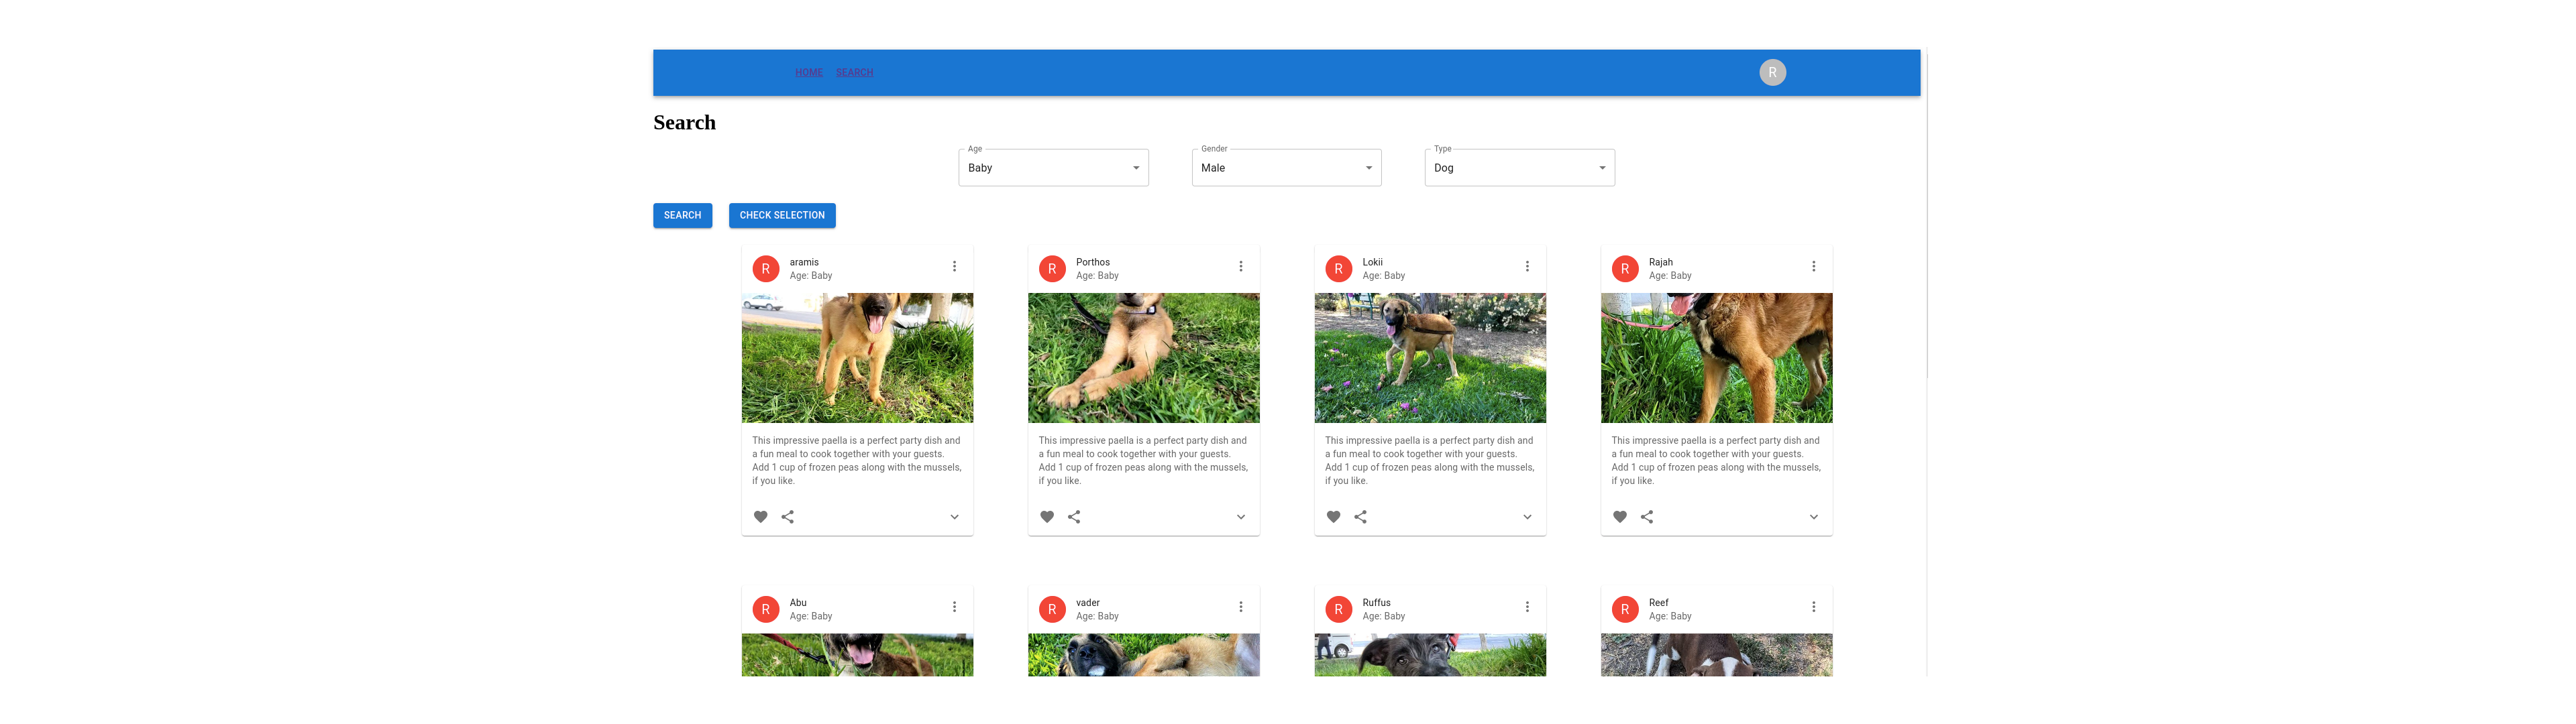 HOME SEARCH R
Search
Age Gender Type
Baby Male Dog
SEARCH CHECK SELECTION
R aramis
Age: Baby
R Porthos
Age: Baby
R Lokii
Age: Baby
R Rajah
Age: Baby
This impressive paella is a perfect party dish and
a fun meal to cook together with your guests.
Add 1 cup of frozen peas along with the mussels,
if you like.
This impressive paella is a perfect party dish and
a fun meal to cook together with your guests.
Add 1 cup of frozen peas along with the mussels,
if you like.
This impressive paella is a perfect party dish and
a fun meal to cook together with your guests.
Add 1 cup of frozen peas along with the mussels,
if you like.
This impressive paella is a perfect party dish and
a fun meal to cook together with your guests.
Add 1 cup of frozen peas along with the mussels,
if you like.
R Abu
Age: Baby
R vader
Age: Baby
R Ruffus
Age: Baby
R Reef
Age: Baby